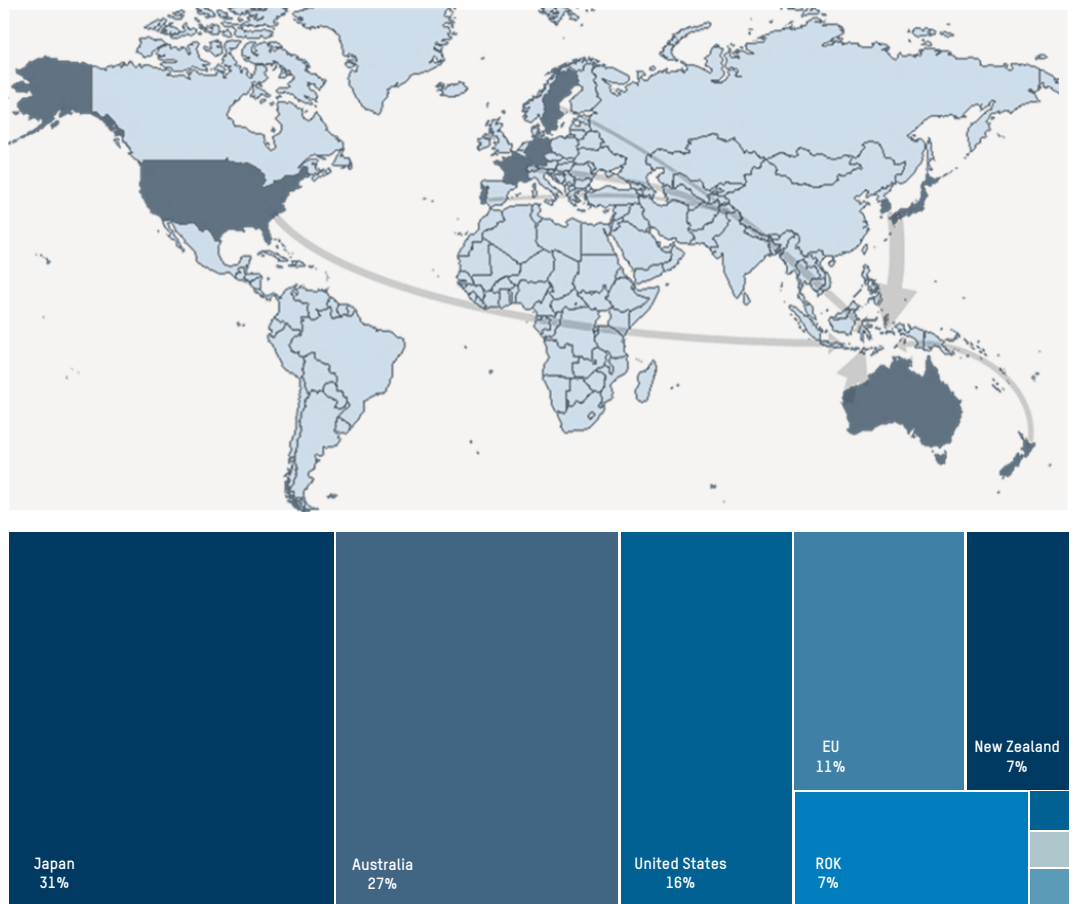 EU
11%
New Zealand
7%
Japan
31%
Australia
27%
United States
16%
ROK
7%